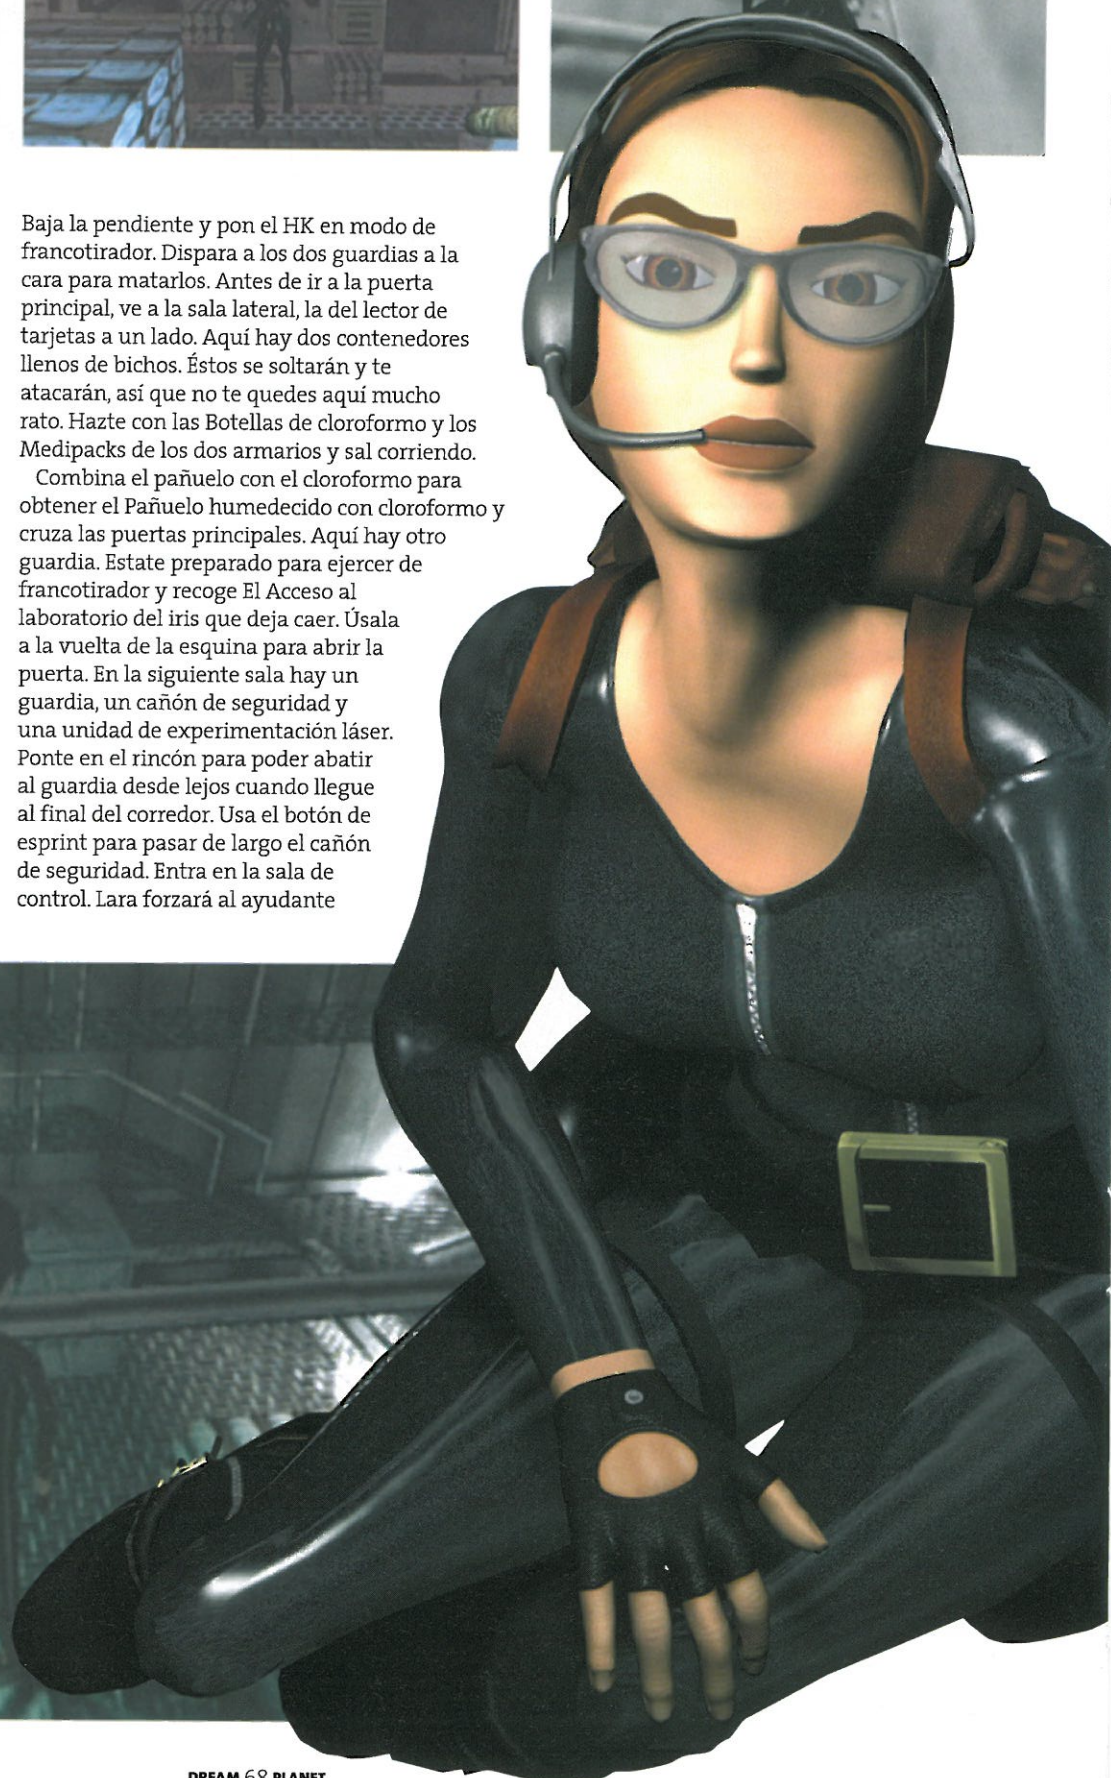 Baja la pendiente y pon el HK en modo de
francotirador. Dispara a los dos guardias a la
cara para matarlos. Antes de ir a la puerta
principal, ve a la sala lateral, la del lector de
tarjetas a un lado. Aquí hay dos contenedores
llenos de bichos. Éstos se soltarán y te
atacarán, así que no te quedes aquí mucho
rato. Hazte con las Botellas de cloroformo y los
Medipacks de los dos armarios y sal corriendo.
Combina el pañuelo con el cloroformo para
obtener el Pañuelo humedecido con cloroformo y
cruza las puertas principales. Aquí hay otro
guardia. Estate preparado para ejercer de
francotirador y recoge El Acceso al
laboratorio del iris que deja caer. Úsala
a la vuelta de la esquina para abrir la
puerta. En la siguiente sala hay un
guardia, un cañón de seguridad y
una unidad de experimentación láser.
Ponte en el rincón para poder abatir
al guardia desde lejos cuando llegue
al final del corredor. Usa el botón de
esprint para pasar de largo el cañón
de seguridad. Entra en la sala de
control. Lara forzará al ayudante
DREAM 68 PLANET